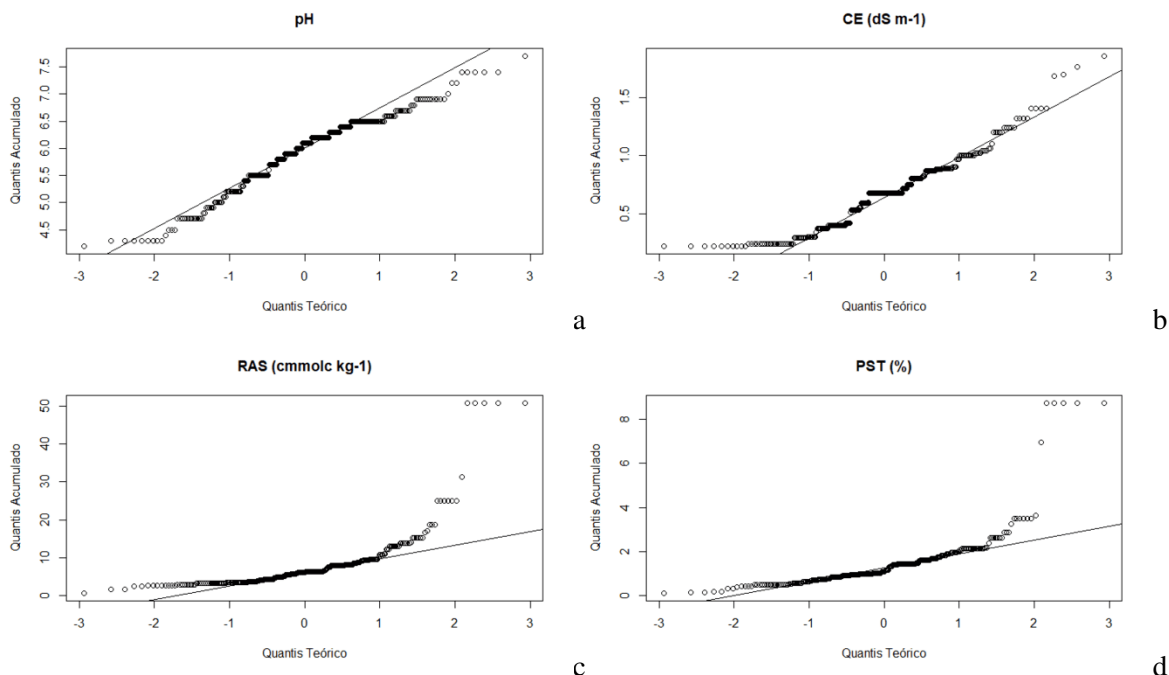 pH
Quantis Acumulado
4.5 5.0 5.5 6.0 6.5 7.0 7.5
-3 -2 -1 0 1 2 3
Quantis Teórico
a
CE (dS m-1)
Quantis Acumulado
0.5 1.0 1.5
-3 -2 -1 0 1 2 3
Quantis Teórico
b
RAS (cmmolc kg-1)
Quantis Acumulado
0 10 20 30 40 50
-3 -2 -1 0 1 2 3
Quantis Teórico
c
PST (%)
Quantis Acumulado
0 2 4 6 8
-3 -2 -1 0 1 2 3
Quantis Teórico
d